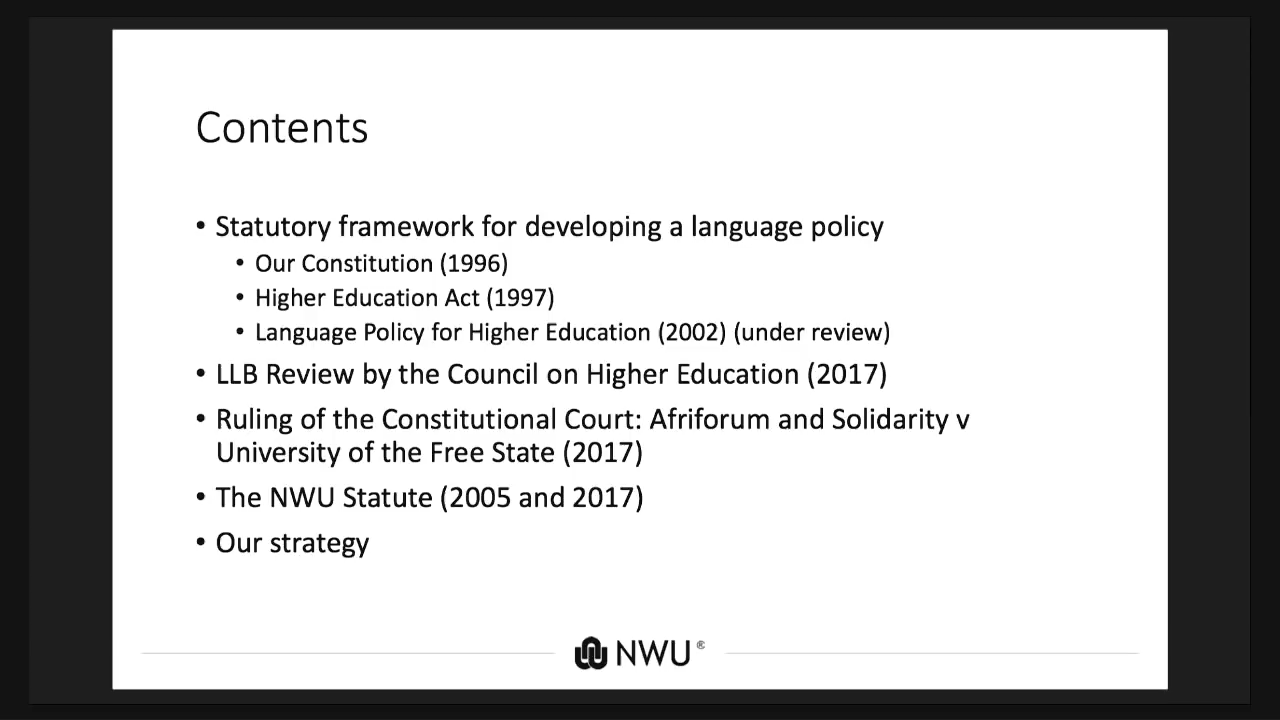 Contents
• Statutory framework for developing a language policy
• Our Constitution (1996)
• Higher Education Act (1997)
• Language Policy for Higher Education (2002) (under review)
• LLB Review by the Council on Higher Education (2017)
• Ruling of the Constitutional Court: Afriforum and Solidarity v
University of the Free State (2017)
• The NWU Statute (2005 and 2017)
• Our strategy
NWU®